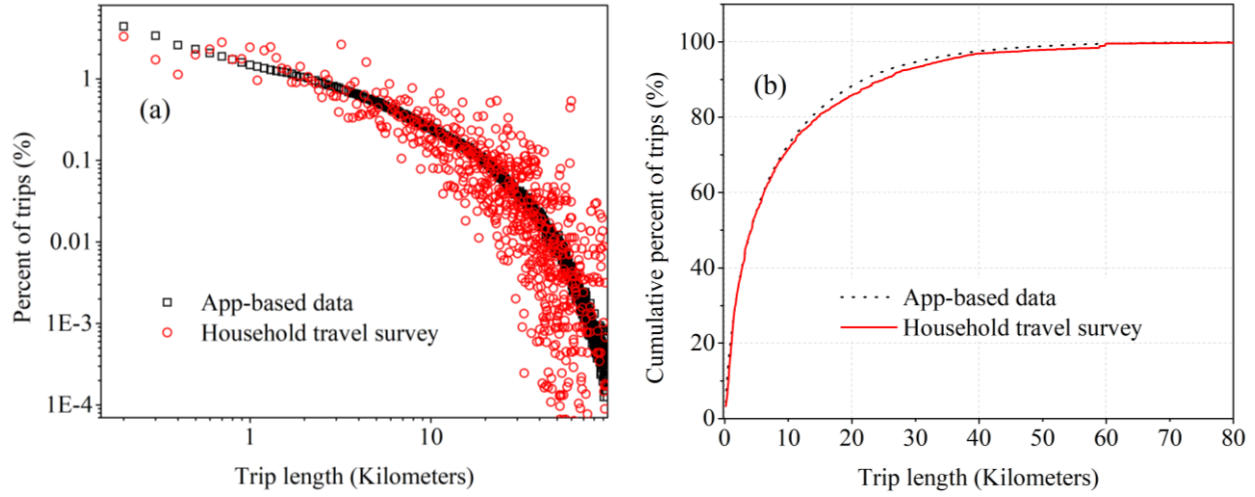 (a)
Percent of trips (%)
1
0.1
0.01
1E-3
1E-4
App-based data
Household travel survey
1
10
Trip length (Kilometers)
(b)
Cumulative percent of trips (%)
100
80
60
40
20
0
App-based data
Household travel survey
0
10
20
30
40
50
60
70
80
Trip length (Kilometers)